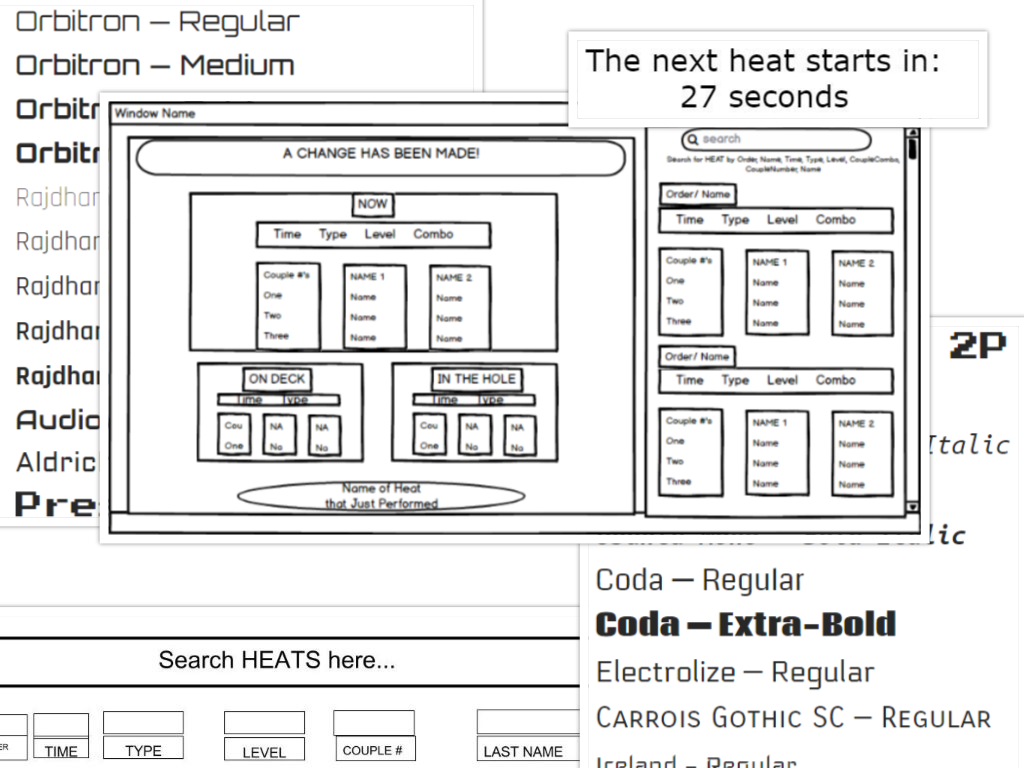 Orbitron – Regular
Orbitron – Medium
Orbitr
Orbitr
Rajdhar
Rajdhar
Rajdhar
Rajdhar
Rajdha
Audio
Aldric
Pres
The next heat starts in:
27 seconds
Window Name
A CHANGE HAS BEEN MADE!
NOW
Time Type Level Combo
Couple #'s NAME 1 NAME 2
One Name Name
Two Name Name
Three Name Name
ON DECK IN THE HOLE
Time Type Time Type
Cou NA NA Cou NA NA
One Na Na One Na Na
Name of Heat
that Just Performed
search
Search for HEAT by Order, Name, Time, Type, Level, CoupleCombo,
CoupleNumber, Name
Order/ Name
Time Type Level Combo
Couple #'s NAME 1 NAME 2
One Name Name
Two Name Name
Three Name Name
Order/ Name
Time Type Level Combo
Couple #'s NAME 1 NAME 2
One Name Name
Two Name Name
Three Name Name
2P
Italic
lic
Coda – Regular
Coda – Extra-Bold
Electrolize – Regular
Carrois Gothic SC – Regular
Iceland – Regular
Search HEATS here...
ER TIME TYPE LEVEL COUPLE # LAST NAME